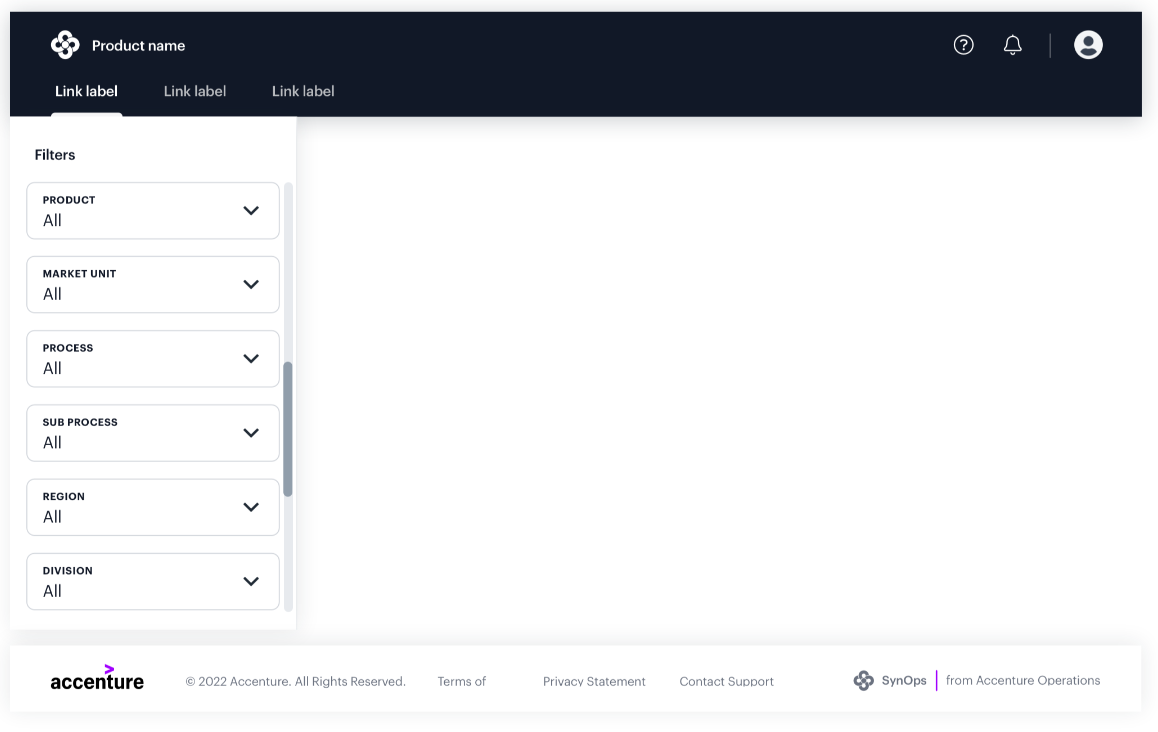 Product name
Link label
Link label
Link label
Filters
PRODUCT
All
MARKET UNIT
All
PROCESS
All
SUB PROCESS
All
REGION
All
DIVISION
All
accenture
© 2022 Accenture. All Rights Reserved.
Terms of
Privacy Statement
Contact Support
SynOps
from Accenture Operations